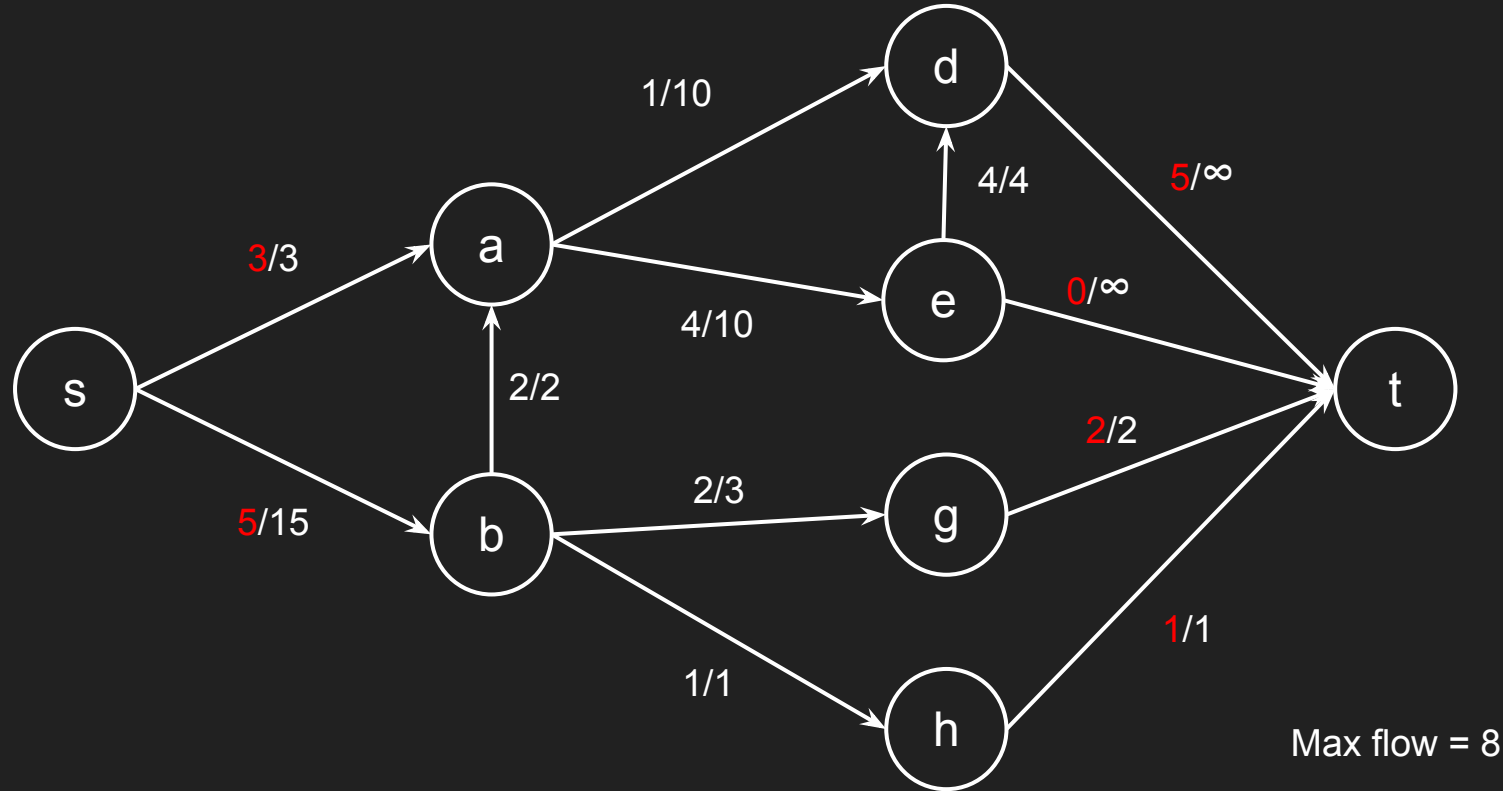 d
1/10
5/∞
4/4
a
3/3
e
0/∞
4/10
s
2/2
t
2/2
2/3
5/15
b
g
1/1
1/1
h
Max flow = 8